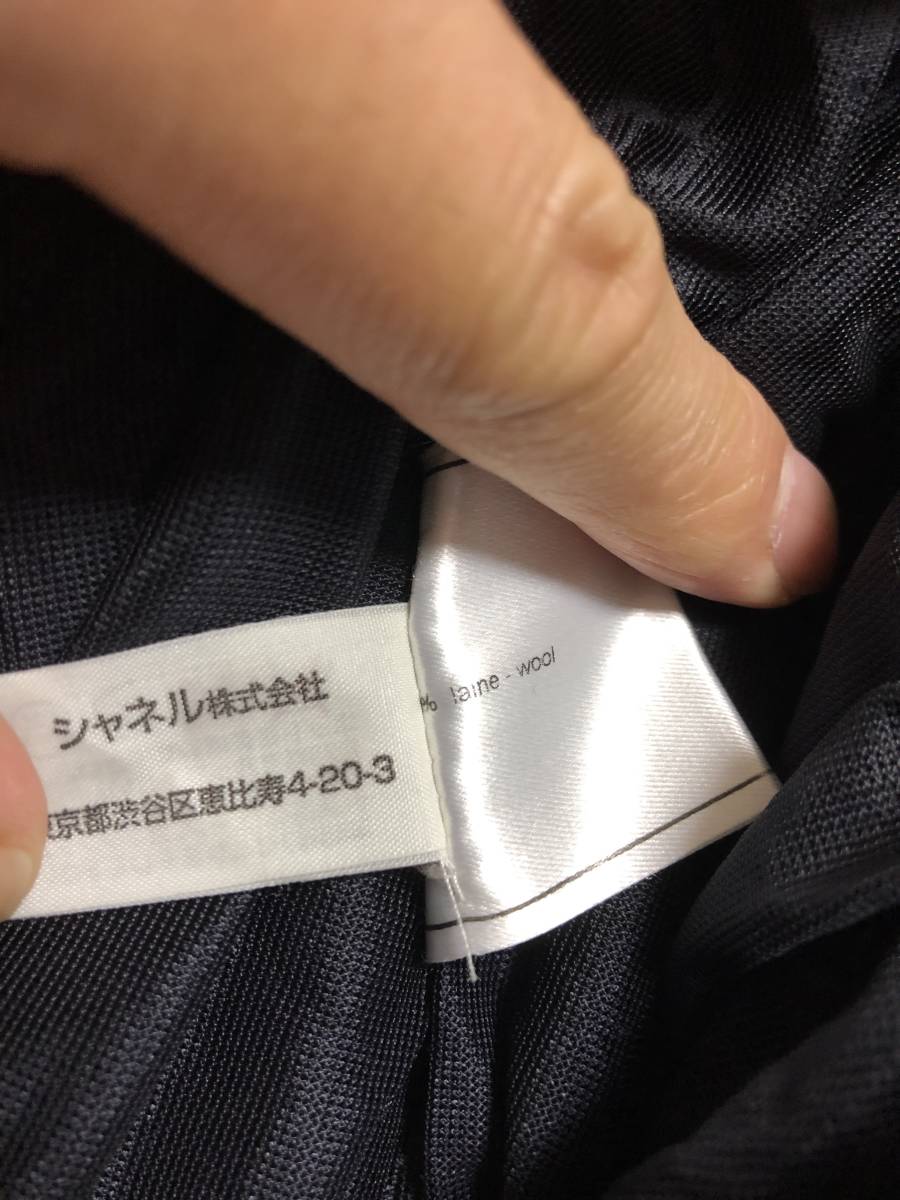 シャネル株式会社
京都渋谷区恵比寿4-20-3
% laine - wool